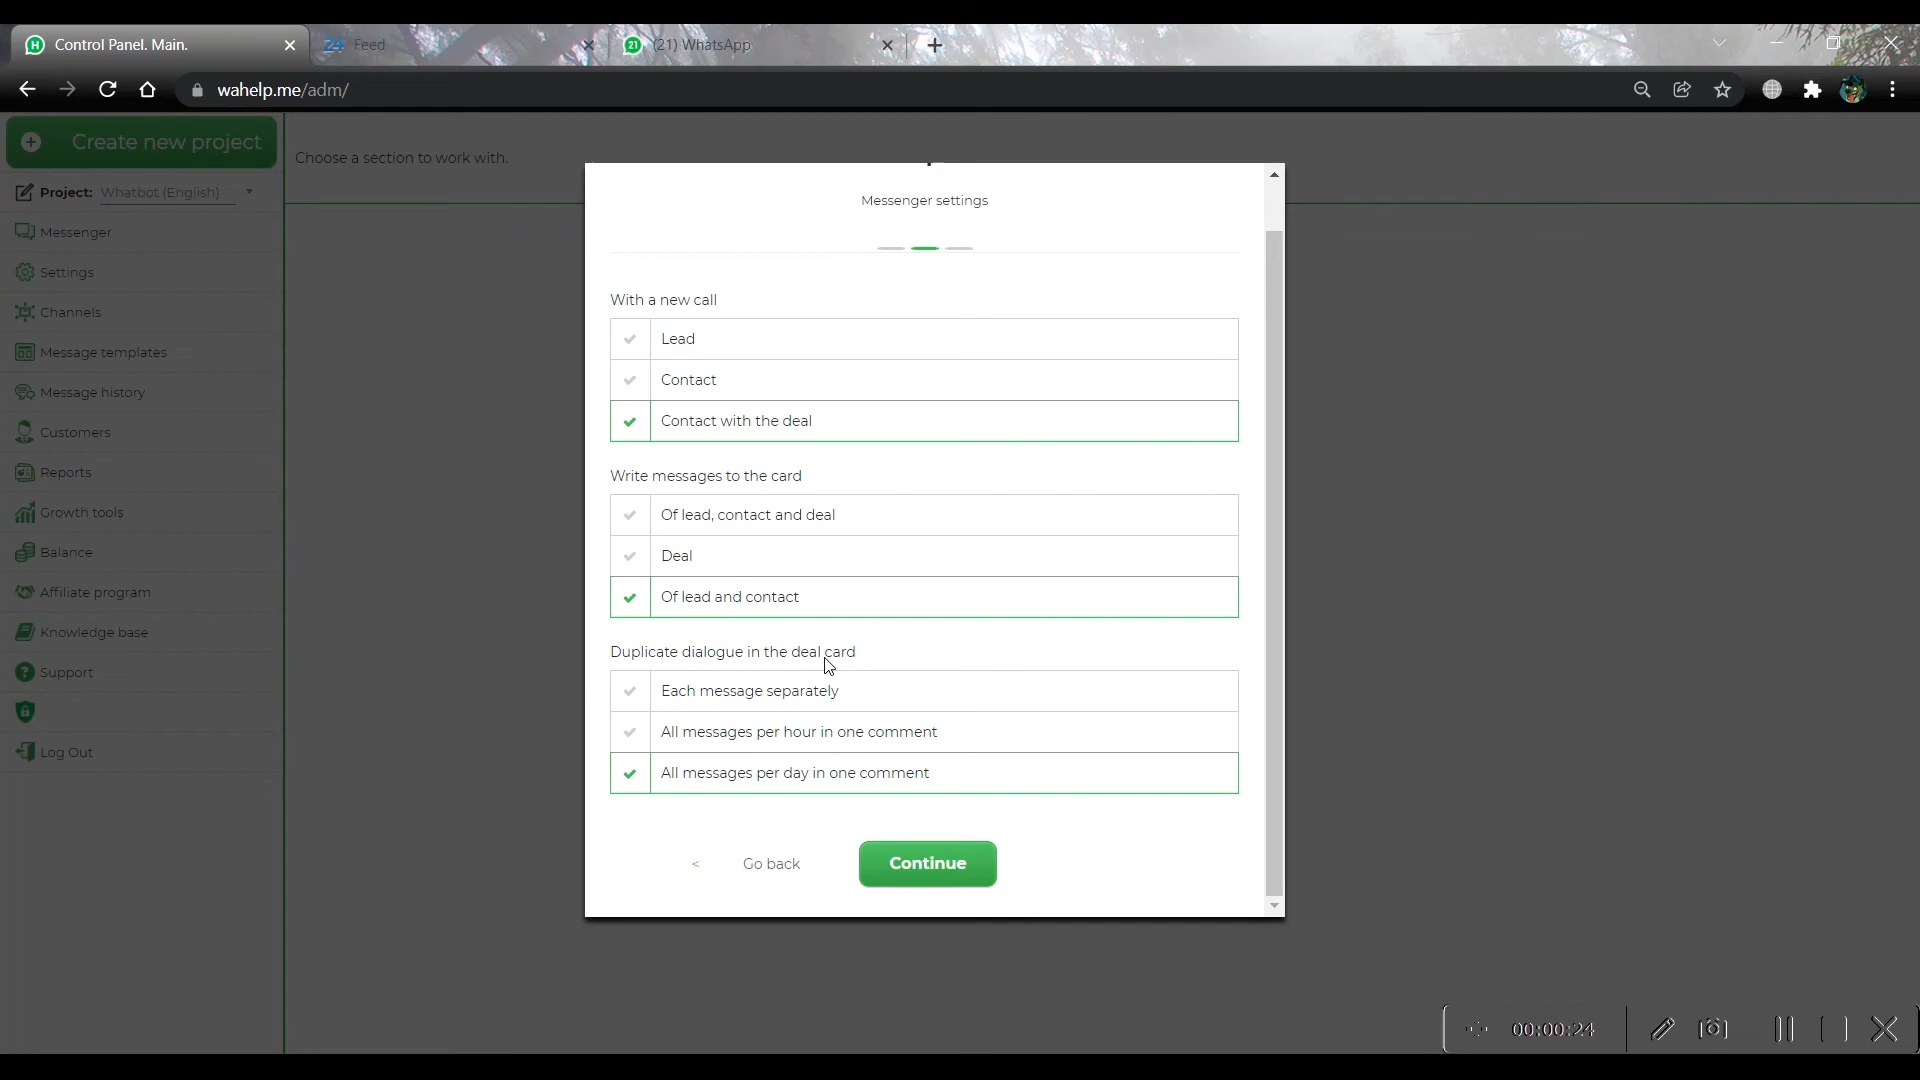 Control Panel. Main.
24 Feed
21 (21) WhatsApp
wahelp.me/adm/
Create new project
Choose a section to work with.
Project: Whatbot (English)
Messenger
Settings
Channels
Message templates
Message history
Customers
Reports
Growth tools
Balance
Affiliate program
Knowledge base
Support
Log Out
Messenger settings
With a new call
Lead
Contact
Contact with the deal
Write messages to the card
Of lead, contact and deal
Deal
Of lead and contact
Duplicate dialogue in the deal card
Each message separately
All messages per hour in one comment
All messages per day in one comment
< Go back
Continue
00:00:24